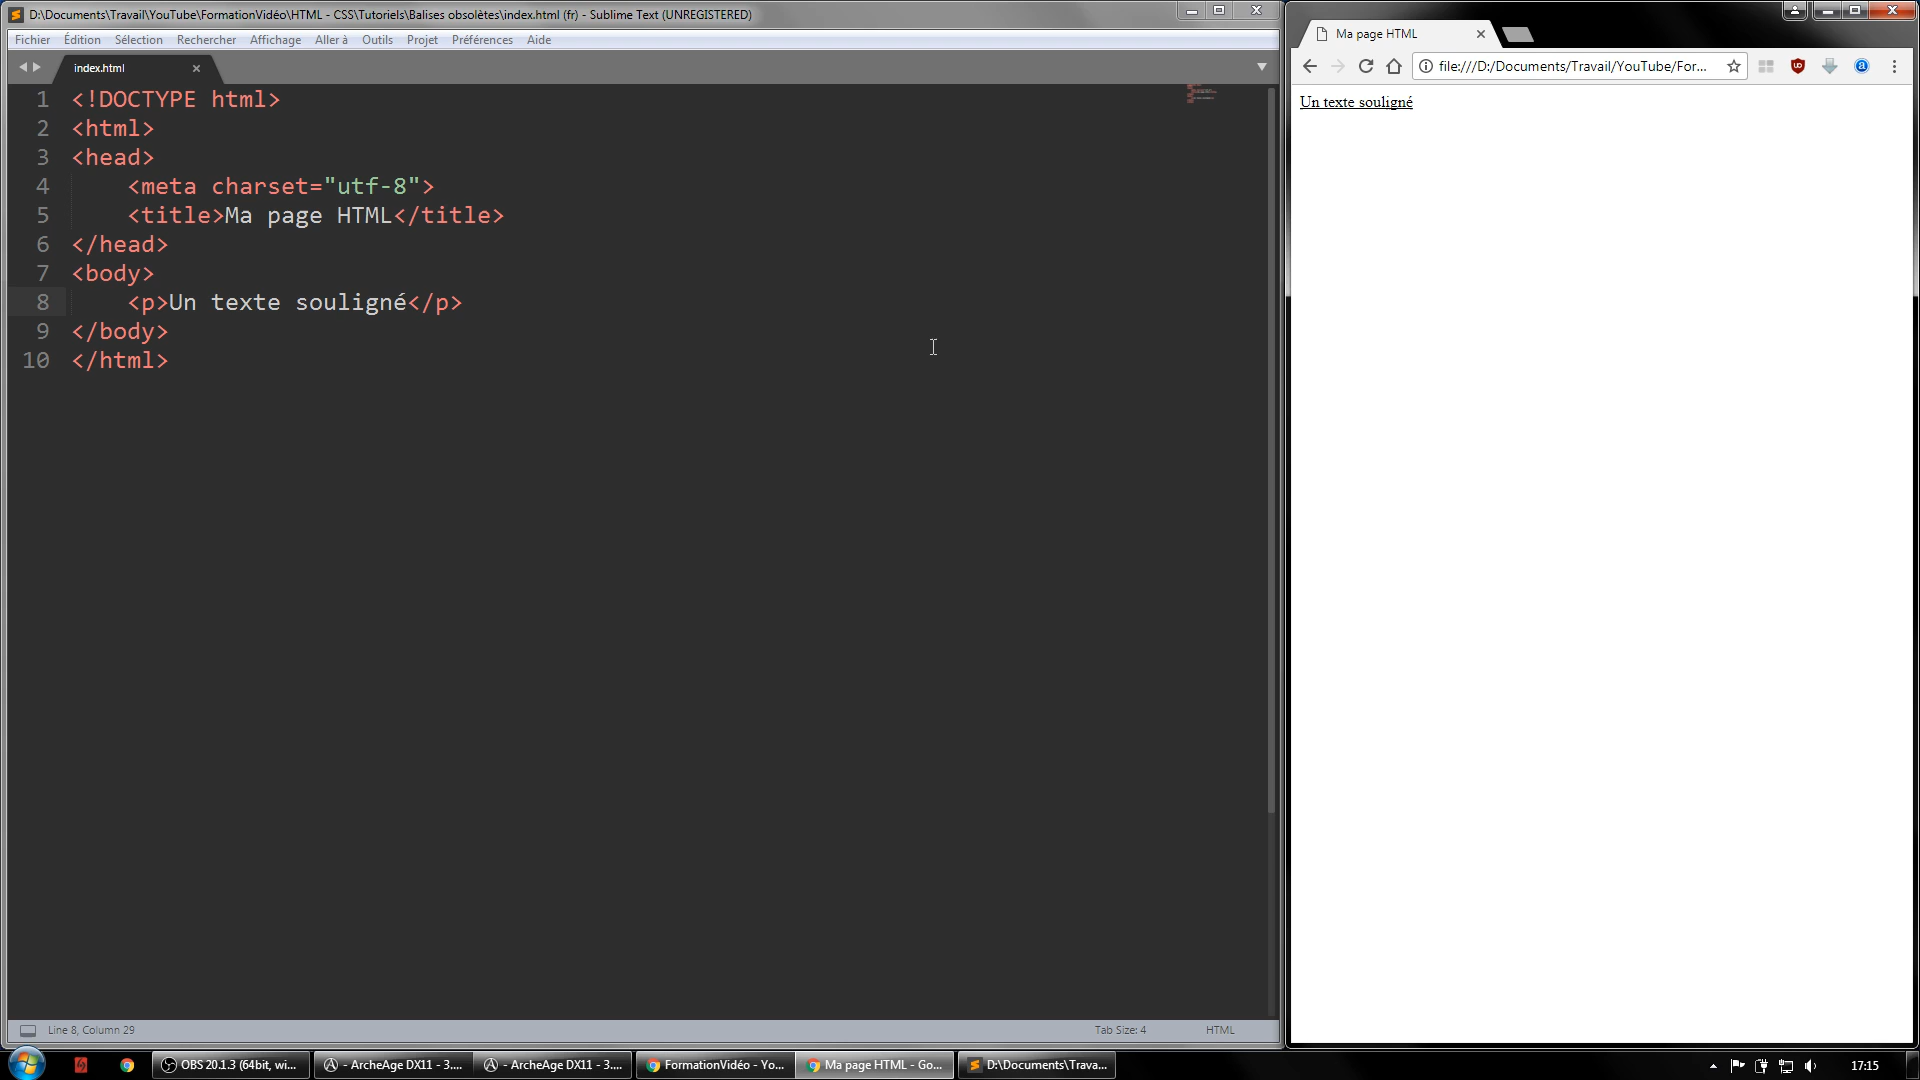 D:\Documents\Travail\YouTube\FormationVidéo\HTML - CSS\Tutoriels\Balises obsolètes\index.html (fr) - Sublime Text (UNREGISTERED)
Fichier Édition Sélection Rechercher Affichage Aller à Outils Projet Préférences Aide
index.html
1 <!DOCTYPE html>
2 <html>
3 <head>
4 <meta charset="utf-8">
5 <title>Ma page HTML</title>
6 </head>
7 <body>
8 <p>Un texte souligné</p>
9 </body>
10 </html>
Line 8, Column 29
Tab Size: 4 HTML
Ma page HTML
file:///D:/Documents/Travail/YouTube/For...
Un texte souligné
OBS 20.1.3 (64bit, wi... - ArcheAge DX11 - 3.... - ArcheAge DX11 - 3.... FormationVidéo - Yo... Ma page HTML - Go... D:\Documents\Trava... 17:15